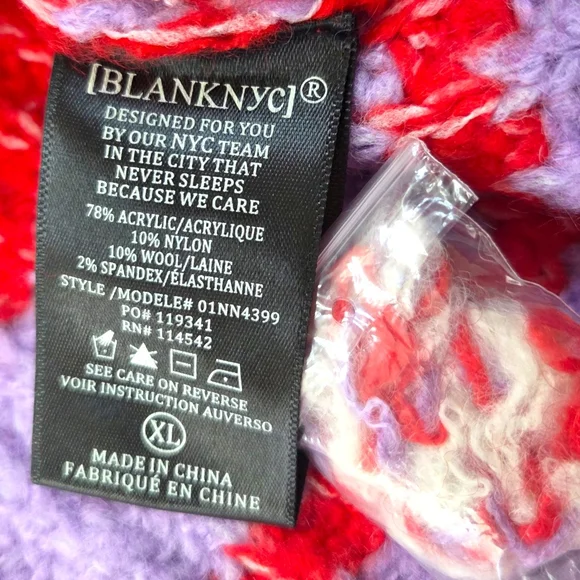 [BLANKNYC]®
DESIGNED FOR YOU
BY OUR NYC TEAM
IN THE CITY THAT
NEVER SLEEPS
BECAUSE WE CARE
78% ACRYLIC/ACRYLIQUE
10% NYLON
10% WOOL/LAINE
2% SPANDEX/ÉLASTHANNE
STYLE /MODELE# 01NN4399
PO# 119341
RN# 114542
SEE CARE ON REVERSE
VOIR INSTRUCTION AUVERSO
XL
MADE IN CHINA
FABRIQUÉ EN CHINE